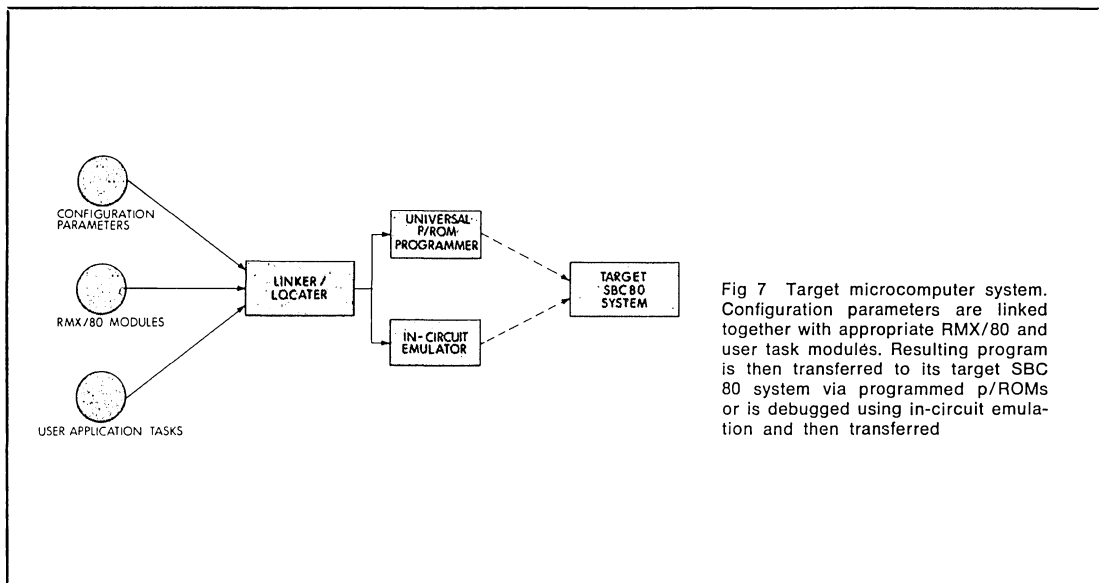 CONFIGURATION
PARAMETERS
RMX/80 MODULES
USER APPLICATION TASKS
LINKER/
LOCATER
UNIVERSAL
P/ROM
PROGRAMMER
IN-CIRCUIT
EMULATOR
TARGET
SBC 80
SYSTEM
Fig 7 Target microcomputer system.
Configuration parameters are linked
together with appropriate RMX/80 and
user task modules. Resulting program
is then transferred to its target SBC
80 system via programmed p/ROMs
or is debugged using in-circuit emula-
tion and then transferred